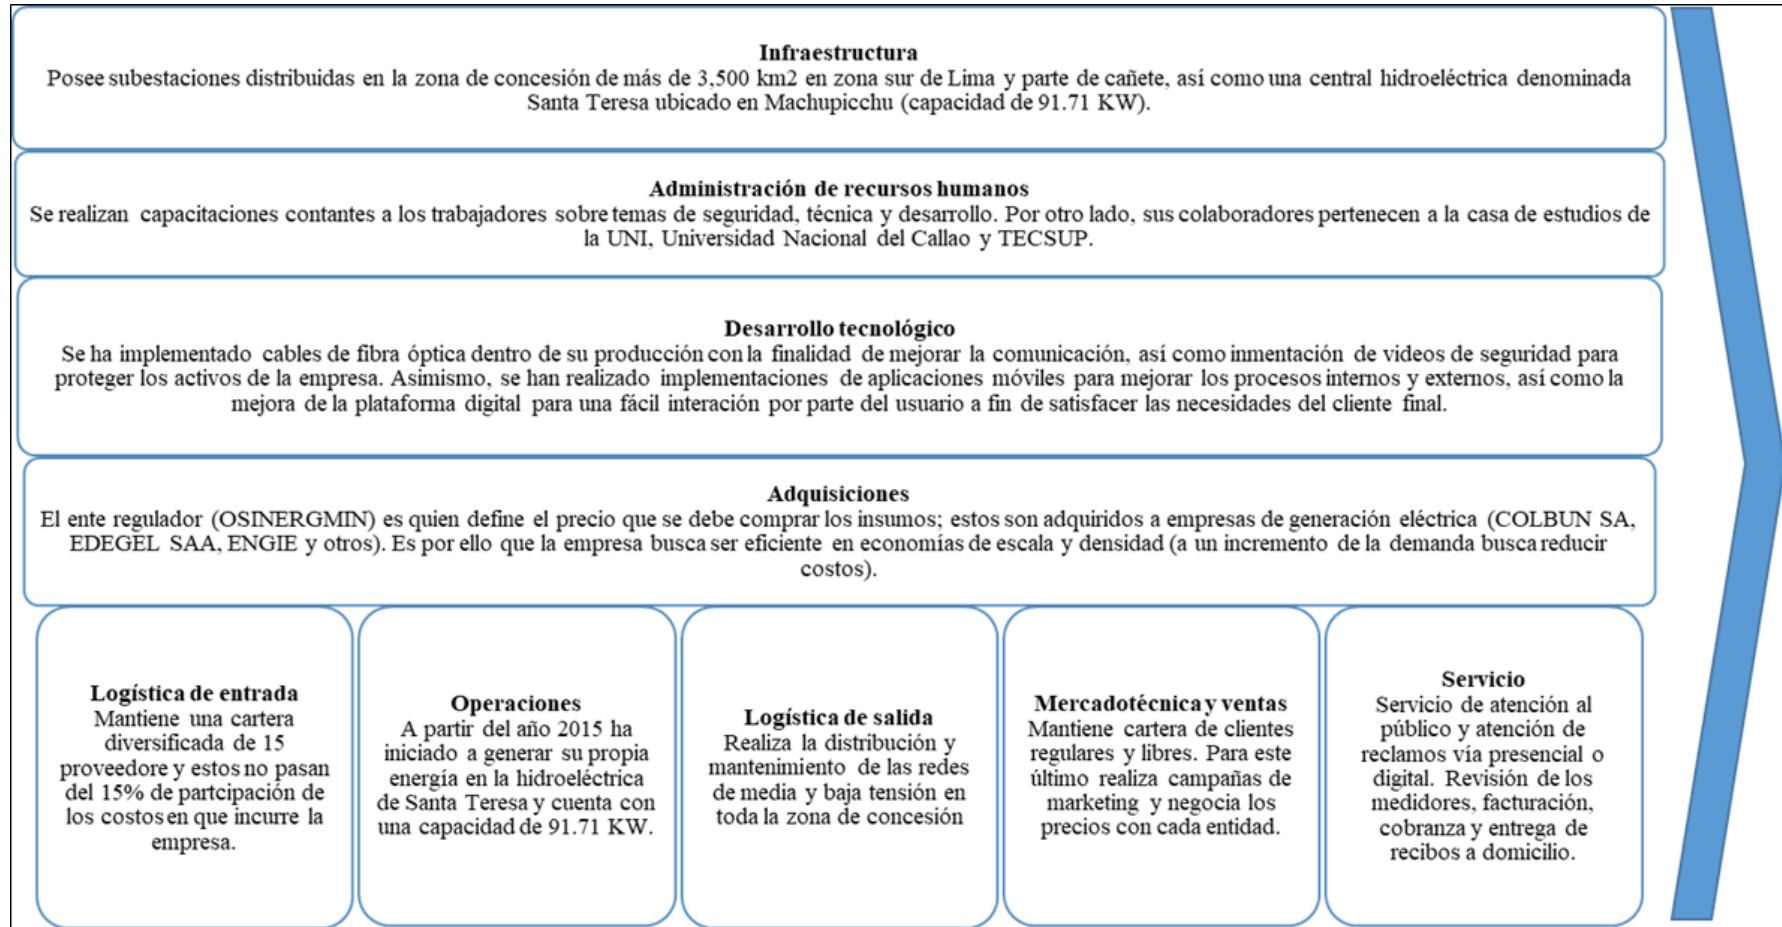 Infraestructura
Posee subestaciones distribuidas en la zona de concesión de más de 3,500 km2 en zona sur de Lima y parte de cañete, así como una central hidroeléctrica denominada
Santa Teresa ubicado en Machupicchu (capacidad de 91.71 KW).
Administración de recursos humanos
Se realizan capacitaciones contantes a los trabajadores sobre temas de seguridad, técnica y desarrollo. Por otro lado, sus colaboradores pertenecen a la casa de estudios de
la UNI, Universidad Nacional del Callao y TECSUP.
Desarrollo tecnológico
Se ha implementado cables de fibra óptica dentro de su producción con la finalidad de mejorar la comunicación, así como inmentación de videos de seguridad para
proteger los activos de la empresa. Asimismo, se han realizado implementaciones de aplicaciones móviles para mejorar los procesos internos y externos, así como la
mejora de la plataforma digital para una fácil interación por parte del usuario a fin de satisfacer las necesidades del cliente final.
Adquisiciones
El ente regulador (OSINERGMIN) es quien define el precio que se debe comprar los insumos; estos son adquiridos a empresas de generación eléctrica (COLBUN SA,
EDEGEL SAA, ENGIE y otros). Es por ello que la empresa busca ser eficiente en economías de escala y densidad (a un incremento de la demanda busca reducir
costos).
Logística de entrada
Mantiene una cartera
diversificada de 15
proveedore y estos no pasan
del 15% de partcipación de
los costos en que incurre la
empresa.
Operaciones
A partir del año 2015 ha
iniciado a generar su propia
energía en la hidroeléctrica
de Santa Teresa y cuenta con
una capacidad de 91.71 KW.
Logística de salida
Realiza la distribución y
mantenimiento de las redes
de media y baja tensión en
toda la zona de concesión
Mercadotécnica y ventas
Mantiene cartera de clientes
regulares y libres. Para este
último realiza campañas de
marketing y negocia los
precios con cada entidad.
Servicio
Servicio de atención al
público y atención de
reclamos vía presencial o
digital. Revisión de los
medidores, facturación,
cobranza y entrega de
recibos a domicilio.